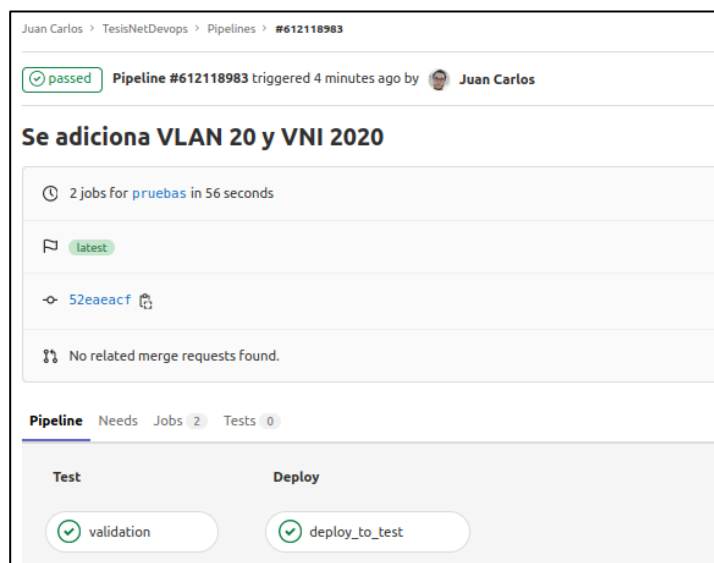 Juan Carlos > TesisNetDevops > Pipelines > #612118983
passed Pipeline #612118983 triggered 4 minutes ago by Juan Carlos
Se adiciona VLAN 20 y VNI 2020
2 jobs for pruebas in 56 seconds
latest
52eaeacf
No related merge requests found.
Pipeline Needs Jobs 2 Tests 0
Test Deploy
validation deploy_to_test